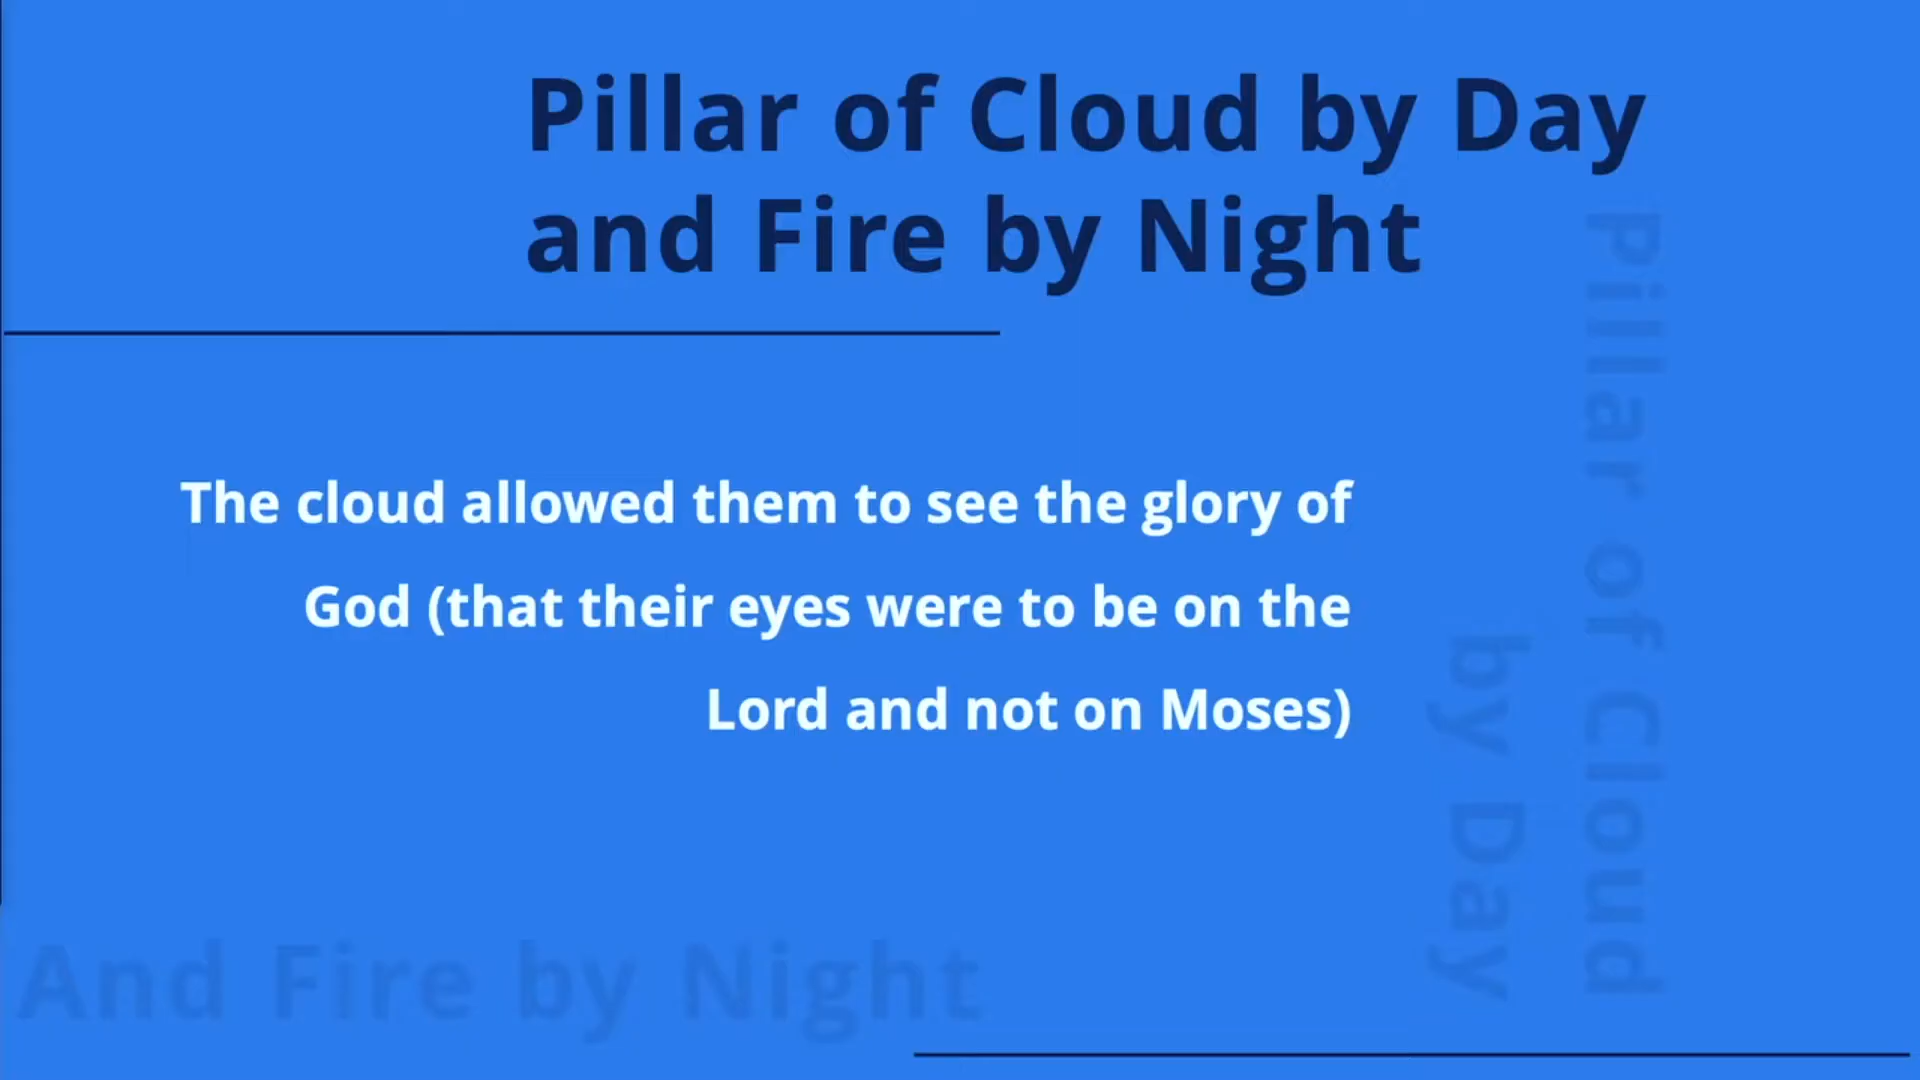 Pillar of Cloud by Day
and Fire by Night
The cloud allowed them to see the glory of
God (that their eyes were to be on the
Lord and not on Moses)
Pillar of Cloud
by Day
And Fire by Night